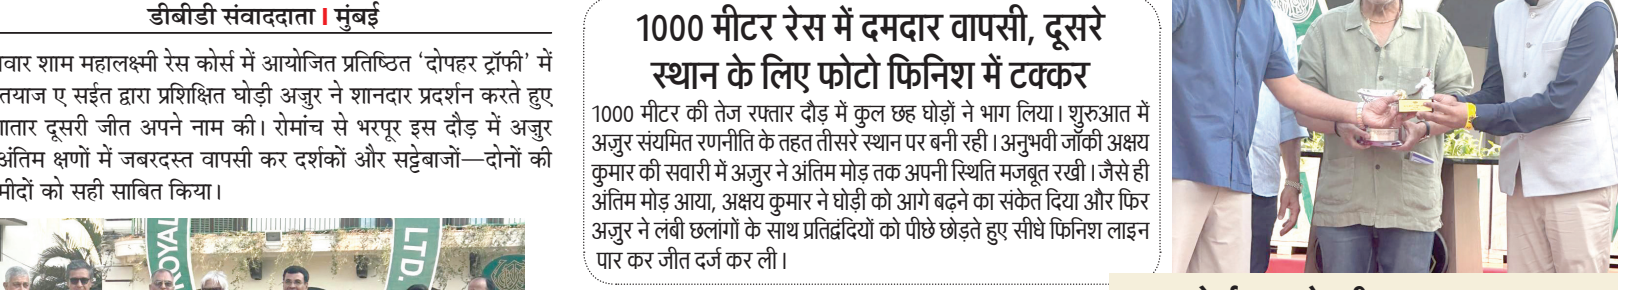 डीबीडी संवाददाता I मुंबई
शाम महालक्ष्मी रेस कोर्स में आयोजित प्रतिष्ठित ‘दोपहर ट्रॉफी’ में
ए सईत द्वारा प्रशिक्षित घोड़ी अज़ुर ने शानदार प्रदर्शन करते हुए
दूसरी जीत अपने नाम की। रोमांच से भरपूर इस दौड़ में अज़ुर
अंतिम क्षणों में जबरदस्त वापसी कर दर्शकों और सट्टेबाजों—दोनों की
को सही साबित किया।
ROYAL
LTD.
1000 मीटर रेस में दमदार वापसी, दूसरे
स्थान के लिए फोटो फिनिश में टक्कर
1000 मीटर की तेज रफ्तार दौड़ में कुल छह घोड़ों ने भाग लिया। शुरुआत में
अज़ुर संयमित रणनीति के तहत तीसरे स्थान पर बनी रही। अनुभवी जॉकी अक्षय
कुमार की सवारी में अज़ुर ने अंतिम मोड़ तक अपनी स्थिति मजबूत रखी। जैसे ही
अंतिम मोड़ आया, अक्षय कुमार ने घोड़ी को आगे बढ़ने का संकेत दिया और फिर
अज़ुर ने लंबी छलांगों के साथ प्रतिद्वंदियों को पीछे छोड़ते हुए सीधे फिनिश लाइन
पार कर जीत दर्ज कर ली।